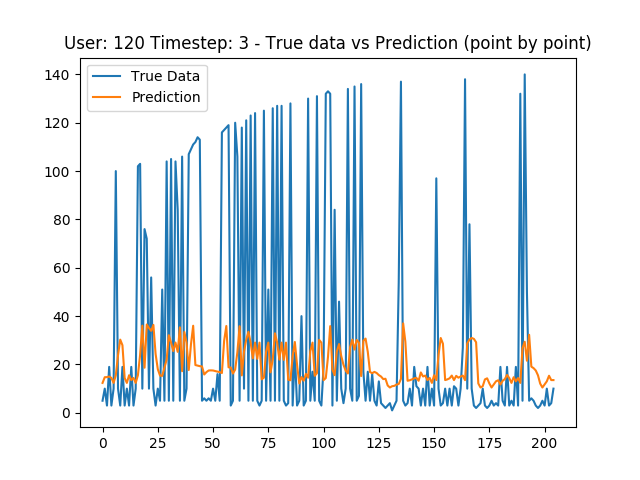 User: 120 Timestep: 3 - True data vs Prediction (point by point)
True Data
Prediction
140
120
100
80
60
40
20
0
0 25 50 75 100 125 150 175 200